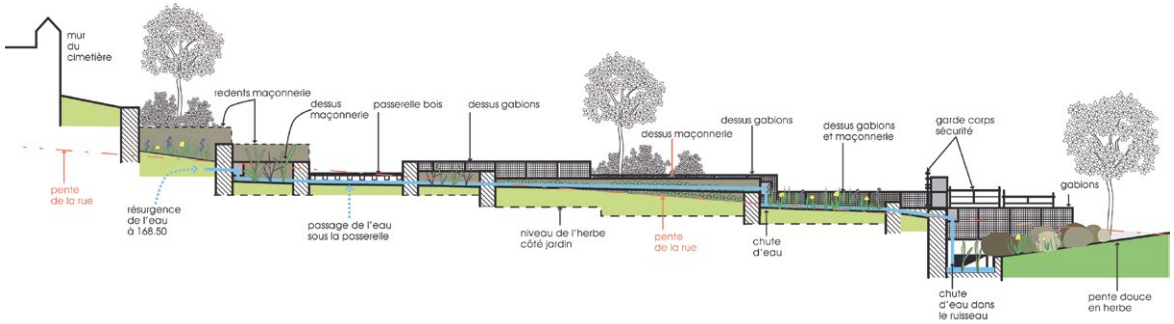 mur
du
cimetière
redents maçonnerie
dessus
maçonnerie
passerelle bois
dessus gabions
dessus maçonnerie
dessus gabions
dessus gabions
et maçonnerie
garde corps
sécurité
gabions
pente
de la rue
résurgence
de l'eau
à 168.50
passage de l'eau
sous la passerelle
niveau de l'herbe
côté jardin
pente
de la rue
chute
d'eau
chute
d'eau dans
le ruisseau
pente douce
en herbe